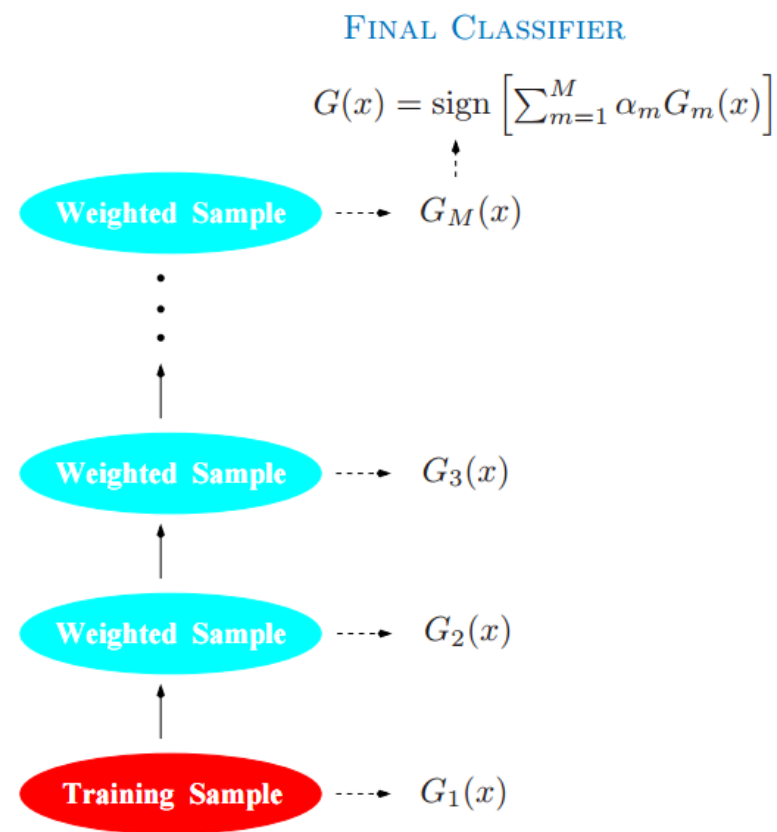 FINAL CLASSIFIER
G(x) = sign [∑_{m=1}^{M} α_m G_m(x)]
Weighted Sample G_M(x)
Weighted Sample G_3(x)
Weighted Sample G_2(x)
Training Sample G_1(x)